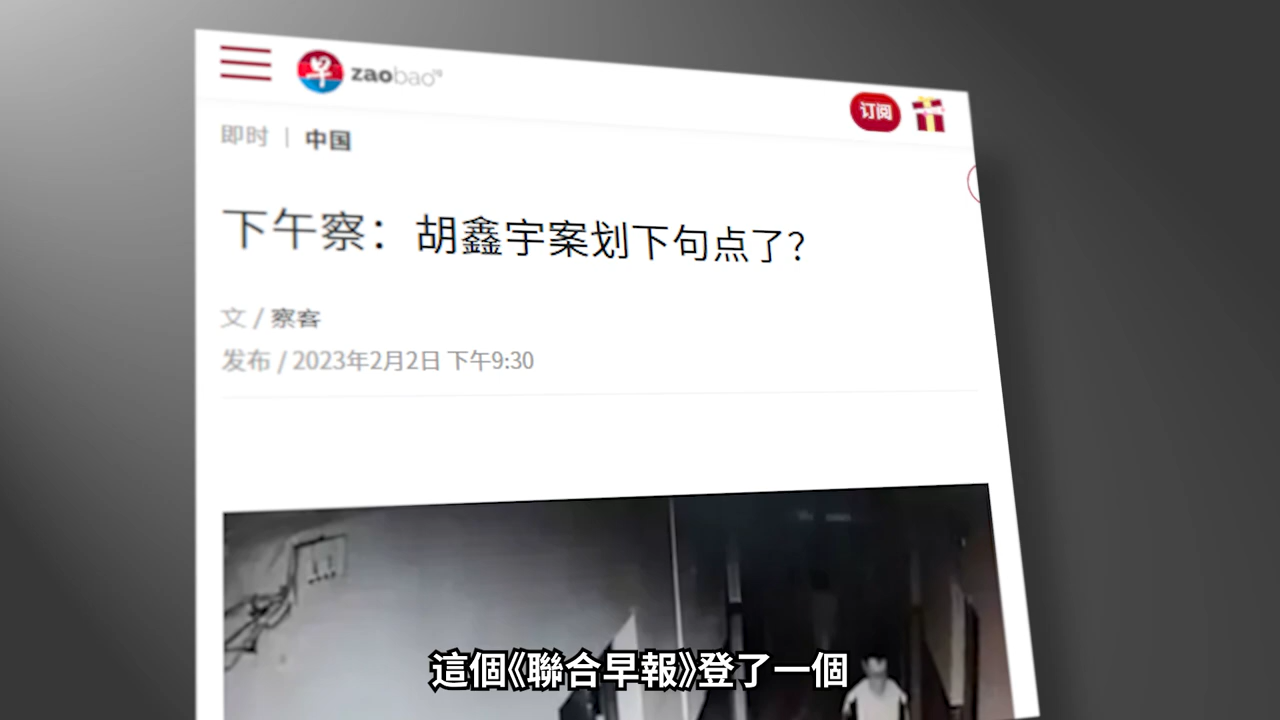 早 zaobao
订阅
即时 | 中国
下午察：胡鑫宇案划下句点了？
文 / 察客
发布 / 2023年2月2日 下午9:30
這個《聯合早報》登了一個